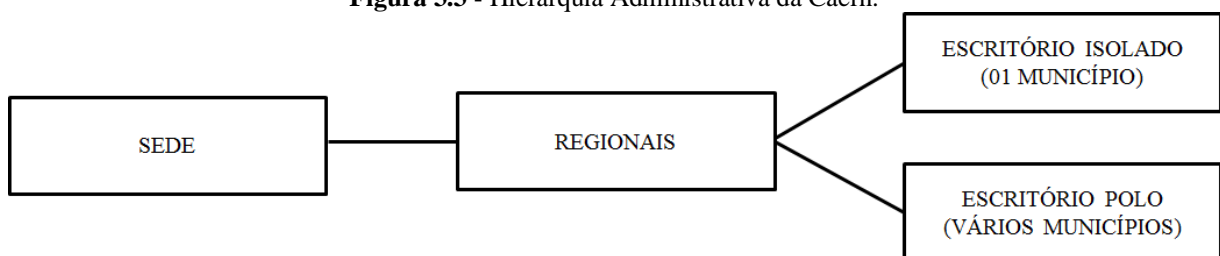 Figura 3.3 - Hierarquia Administrativa da Caern.
ESCRITÓRIO ISOLADO
(01 MUNICÍPIO)
SEDE
REGIONAIS
ESCRITÓRIO POLO
(VÁRIOS MUNICÍPIOS)